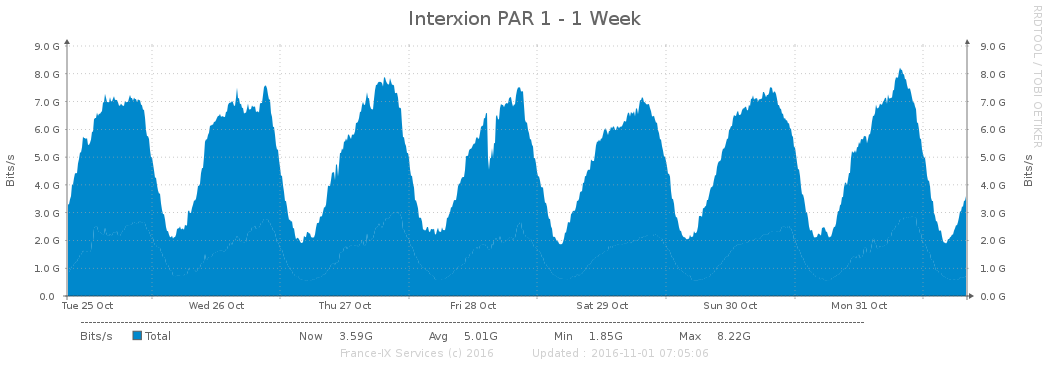 Interxion PAR 1 - 1 Week
RRDTOOL / TOBI OETIKER
Bits/s
9.0 G 9.0 G
8.0 G 8.0 G
7.0 G 7.0 G
6.0 G 6.0 G
5.0 G 5.0 G
4.0 G 4.0 G
3.0 G 3.0 G
2.0 G 2.0 G
1.0 G 1.0 G
0.0 0.0 G
Bits/s
Tue 25 Oct Wed 26 Oct Thu 27 Oct Fri 28 Oct Sat 29 Oct Sun 30 Oct Mon 31 Oct
Bits/s Total Now 3.59G Avg 5.01G Min 1.85G Max 8.22G
France-IX Services (c) 2016 Updated : 2016-11-01 07:05:06